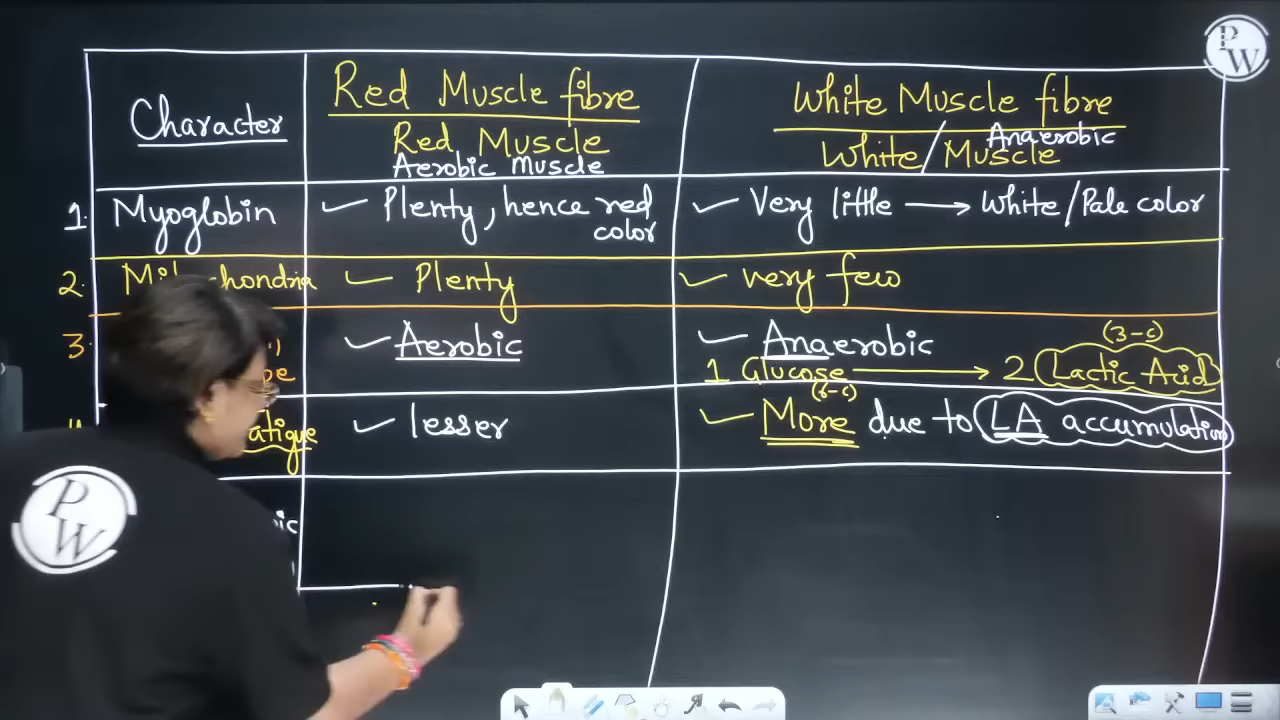 Character
Red Muscle fibre
Red Muscle
Aerobic Muscle
White Muscle fibre
White/Muscle
Anaerobic
1. Myoglobin
Plenty, hence red
color
Very little → White/Pale color
2.
Plenty
very few
3.
Aerobic
Anaerobic
(3-c)
1 Glucose → 2 Lactic Acid
(6-c)
lesser
More due to LA accumulation
PW
PW